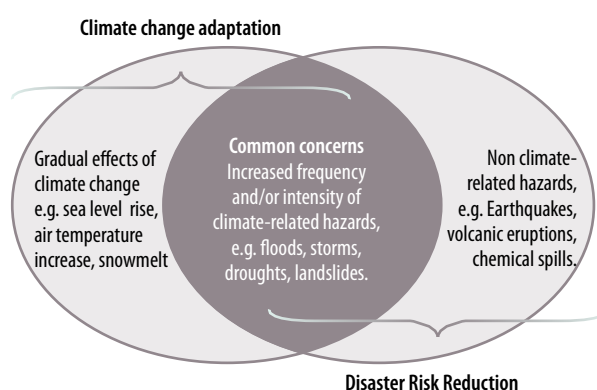 Climate change adaptation
Gradual effects of
climate change
e.g. sea level rise,
air temperature
increase, snowmelt
Common concerns
Increased frequency
and/or intensity of
climate-related hazards,
e.g. floods, storms,
droughts, landslides.
Non climate-
related hazards,
e.g. Earthquakes,
volcanic eruptions,
chemical spills.
Disaster Risk Reduction